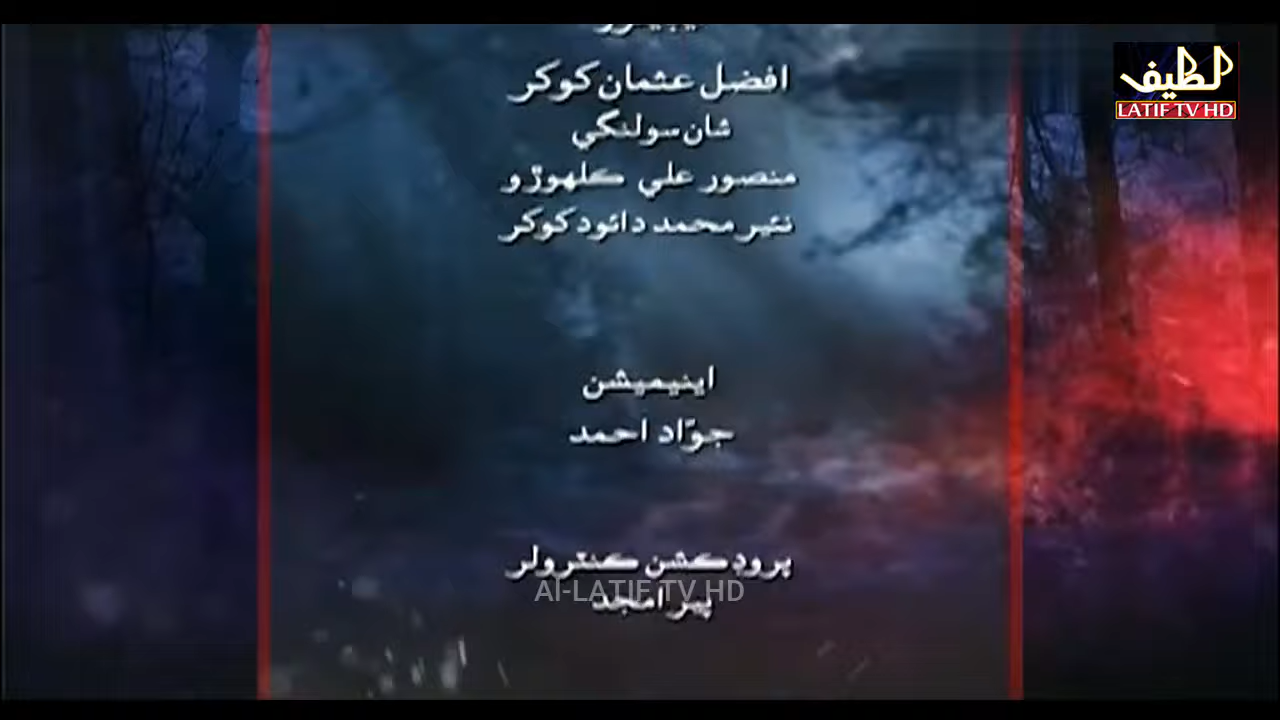 افضل عثمان کوکر
شان سولنگي
منصور علي ڪلهوڙو
نئير محمد دائود کوکر
اينيميشن
جوّاد احمد
پروڊڪشن ڪنٽرولر
پير امجد
Al-LATIF TV HD
لطيف
LATIF TV HD